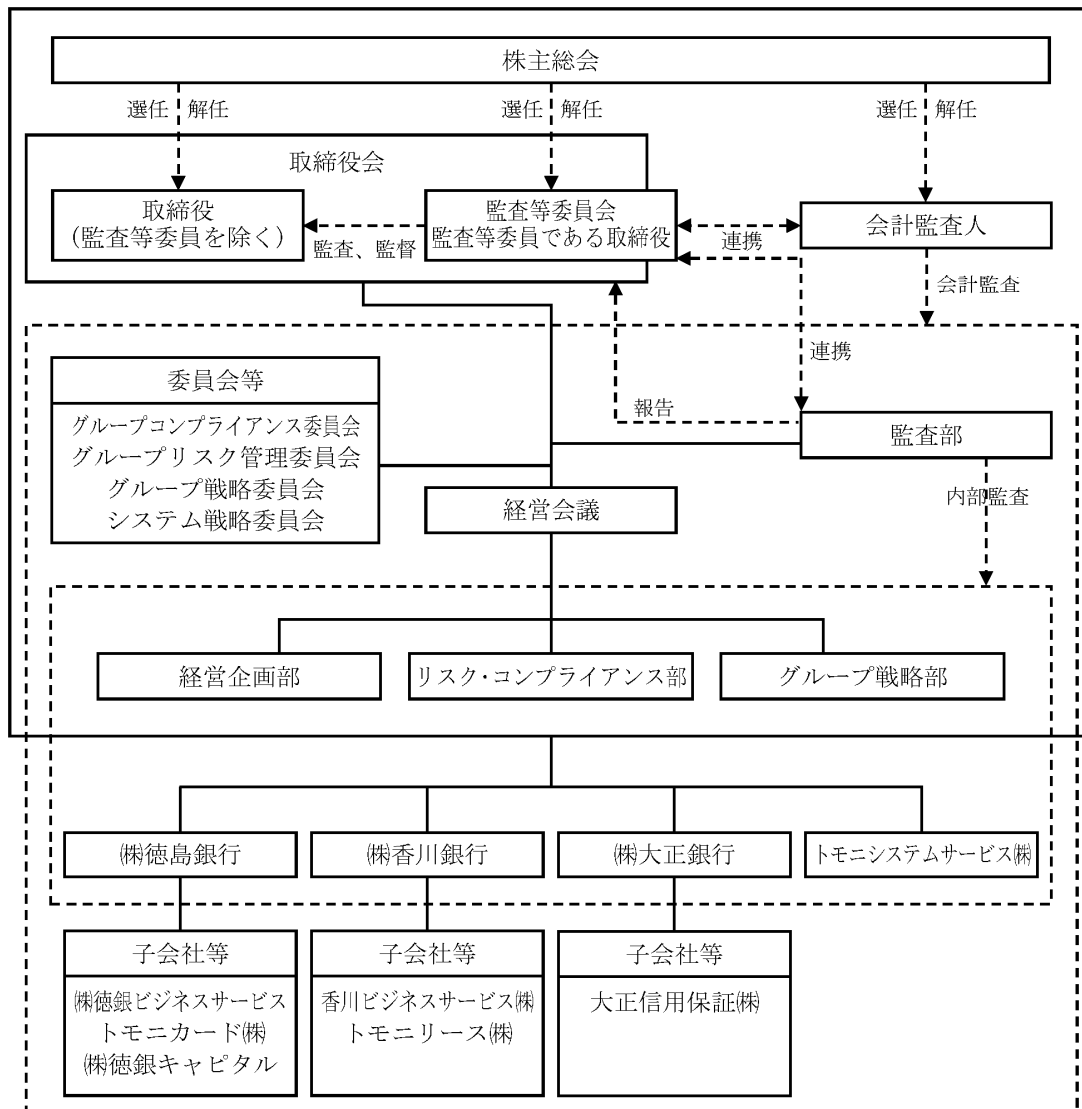 株主総会
選任 解任
選任 解任
選任 解任
取締役会
取締役
(監査等委員を除く)
監査、監督
監査等委員会
監査等委員である取締役
連携
会計監査人
会計監査
連携
報告
委員会等
グループコンプライアンス委員会
グループリスク管理委員会
グループ戦略委員会
システム戦略委員会
監査部
内部監査
経営会議
経営企画部
リスク・コンプライアンス部
グループ戦略部
㈱徳島銀行
㈱香川銀行
㈱大正銀行
トモニシステムサービス㈱
子会社等
㈱徳銀ビジネスサービス
トモニカード㈱
㈱徳銀キャピタル
子会社等
香川ビジネスサービス㈱
トモニリース㈱
子会社等
大正信用保証㈱